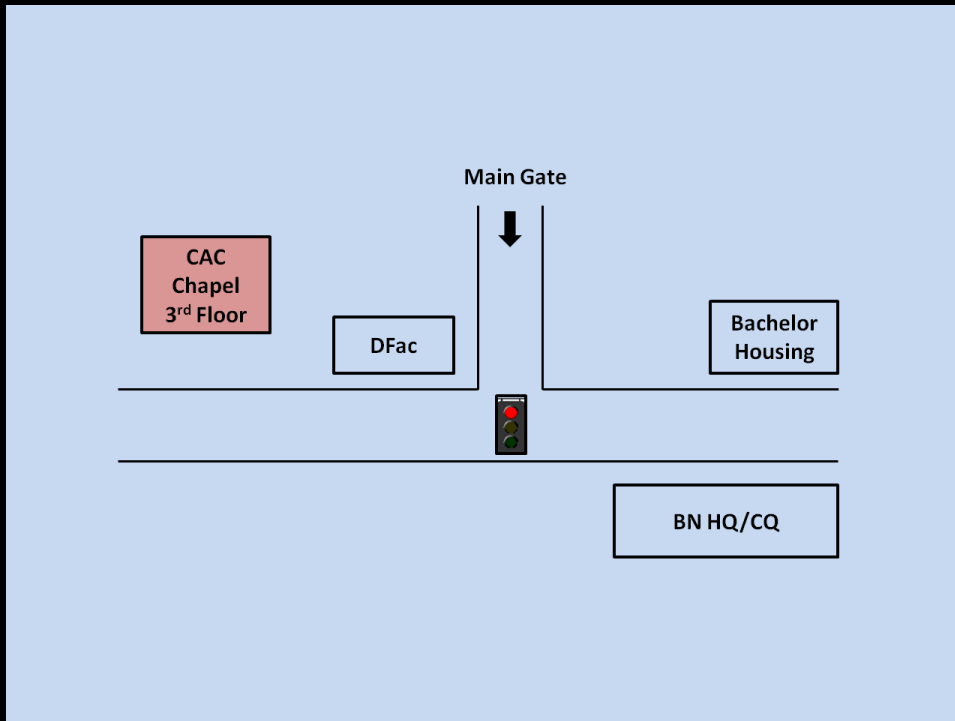 Main Gate
CAC
Chapel
3rd Floor
DFac
Bachelor
Housing
BN HQ/CQ